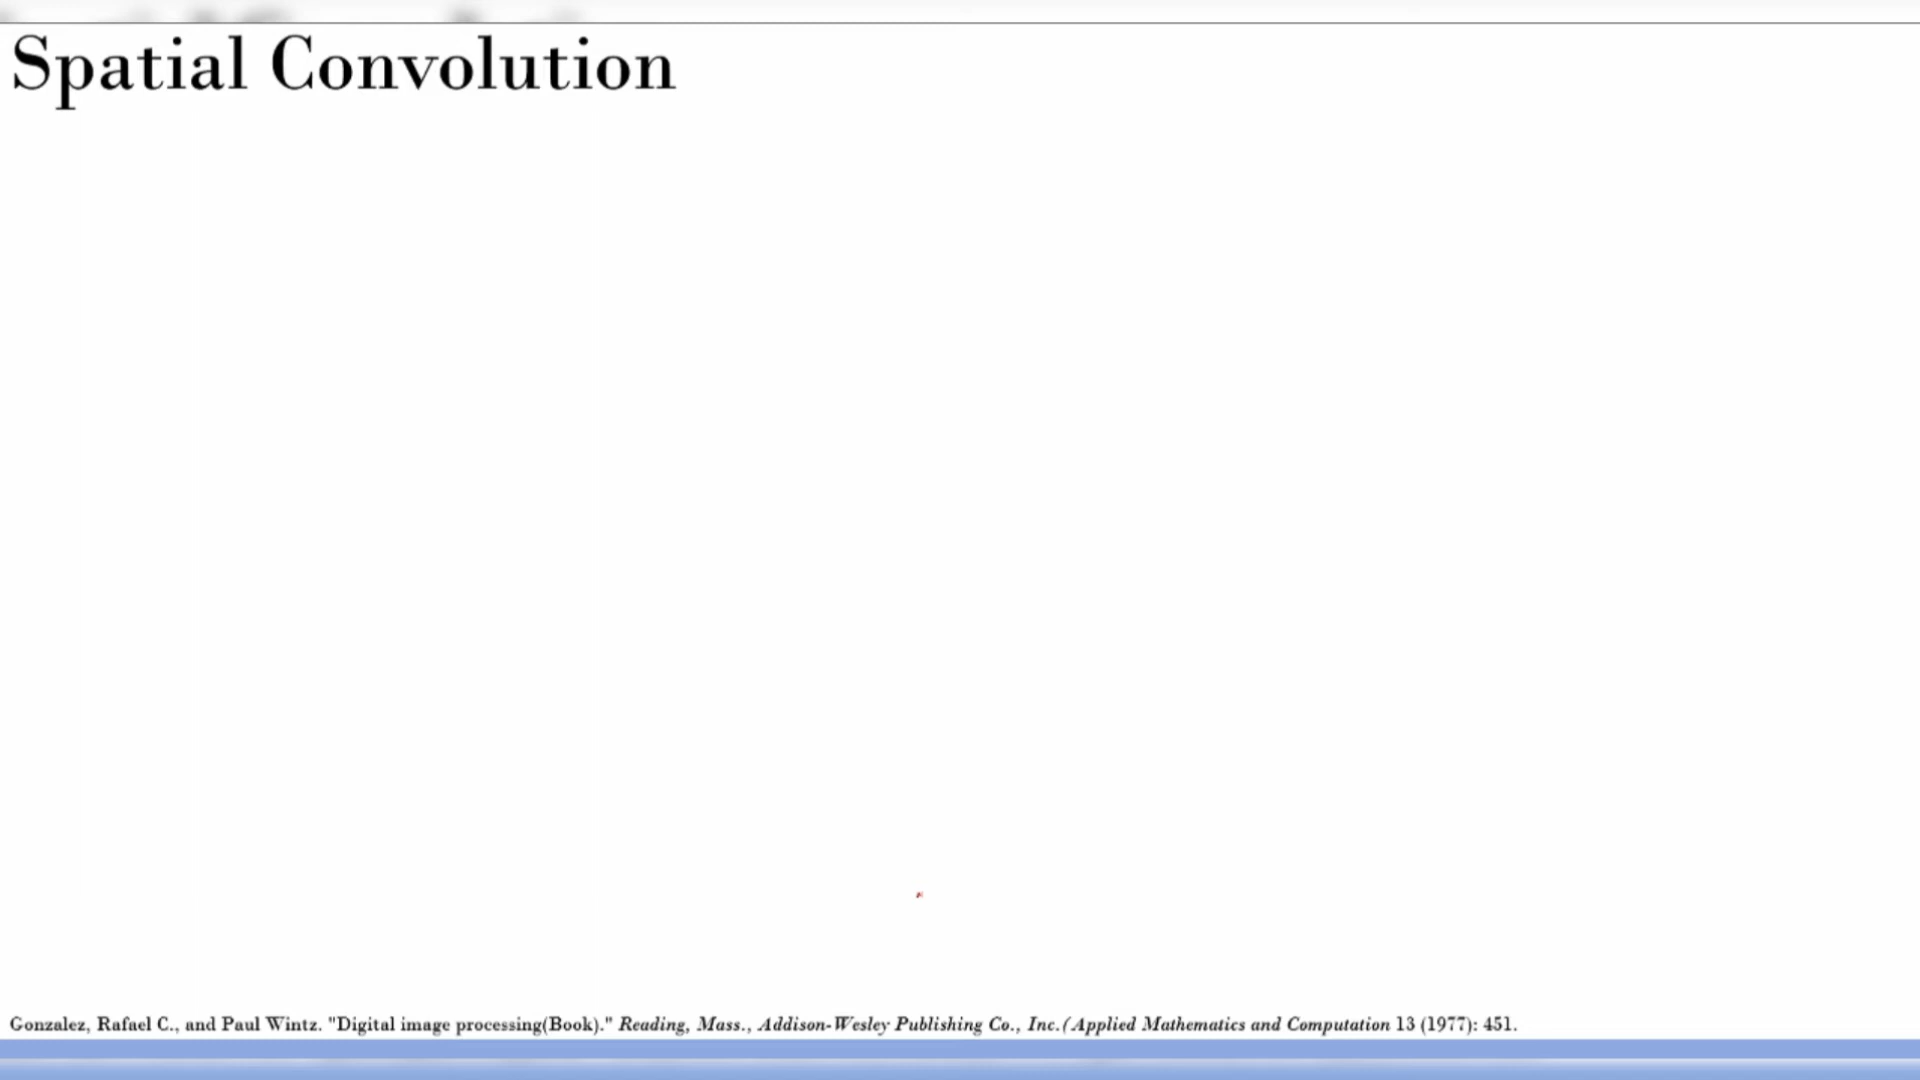 Spatial Convolution
Gonzalez, Rafael C., and Paul Wintz. "Digital image processing(Book)." Reading, Mass., Addison-Wesley Publishing Co., Inc.(Applied Mathematics and Computation 13 (1977): 451.